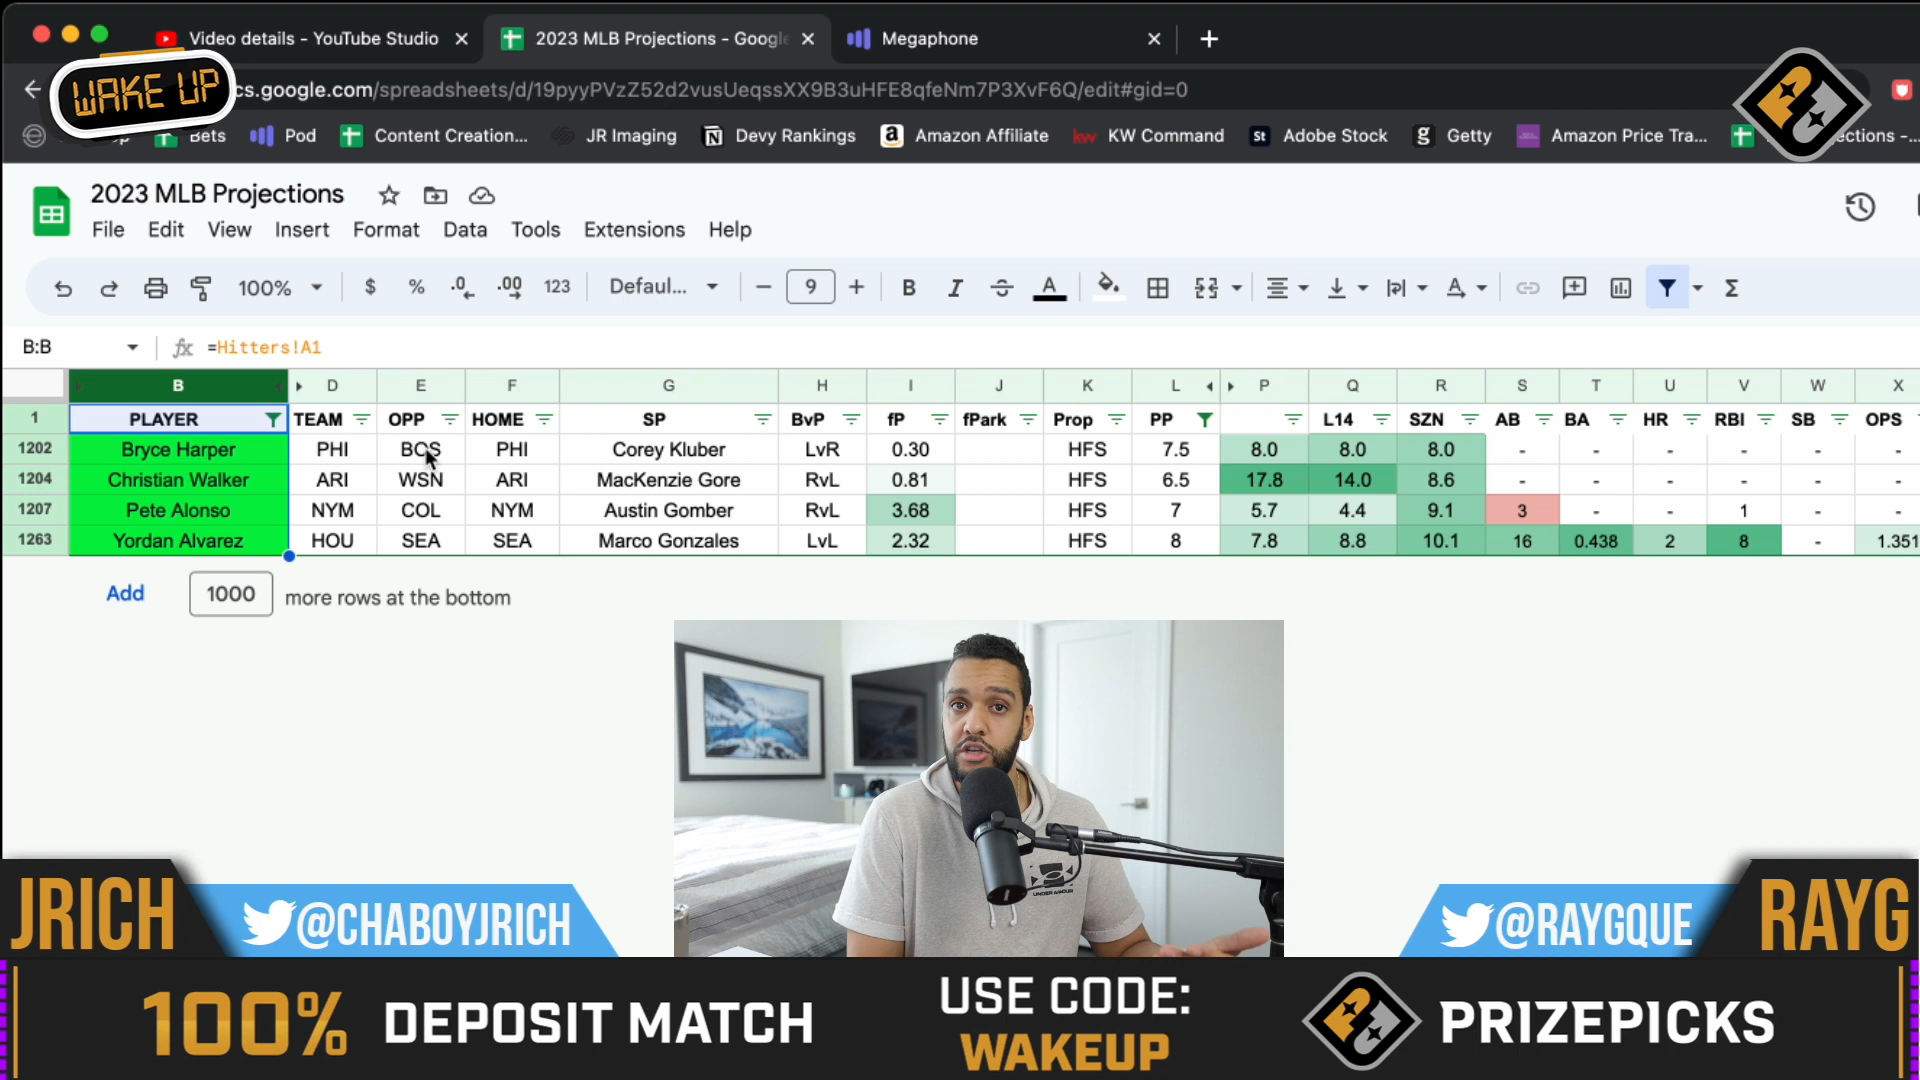 Video details - YouTube Studio
2023 MLB Projections - Google
Megaphone
WAKE UP
cs.google.com/spreadsheets/d/19pyyPVzZ52d2vusUeqssXX9B3uHFE8qfeNm7P3XvF6Q/edit#gid=0
Bets Pod Content Creation... JR Imaging Devy Rankings Amazon Affiliate KW Command Adobe Stock Getty Amazon Price Tra...
2023 MLB Projections
File Edit View Insert Format Data Tools Extensions Help
100% $ % .0 .00 123 Defaul... 9 B I A
B:B fx =Hitters!A1
B D E F G H I J K L P Q R S T U V W X
1 PLAYER TEAM OPP HOME SP BvP fP fPark Prop PP L14 SZN AB BA HR RBI SB OPS
1202 Bryce Harper PHI BOS PHI Corey Kluber LvR 0.30 HFS 7.5 8.0 8.0 8.0 - - - - - -
1204 Christian Walker ARI WSN ARI MacKenzie Gore RvL 0.81 HFS 6.5 17.8 14.0 8.6 - - - - - -
1207 Pete Alonso NYM COL NYM Austin Gomber RvL 3.68 HFS 7 5.7 4.4 9.1 3 - - 1 - -
1263 Yordan Alvarez HOU SEA SEA Marco Gonzales LvL 2.32 HFS 8 7.8 8.8 10.1 16 0.438 2 8 - 1.351
Add 1000 more rows at the bottom
UNDER ARMOUR
JRICH @CHABOYJRICH
@RAYGQUE RAYG
100% DEPOSIT MATCH
USE CODE:
WAKEUP
PRIZEPICKS